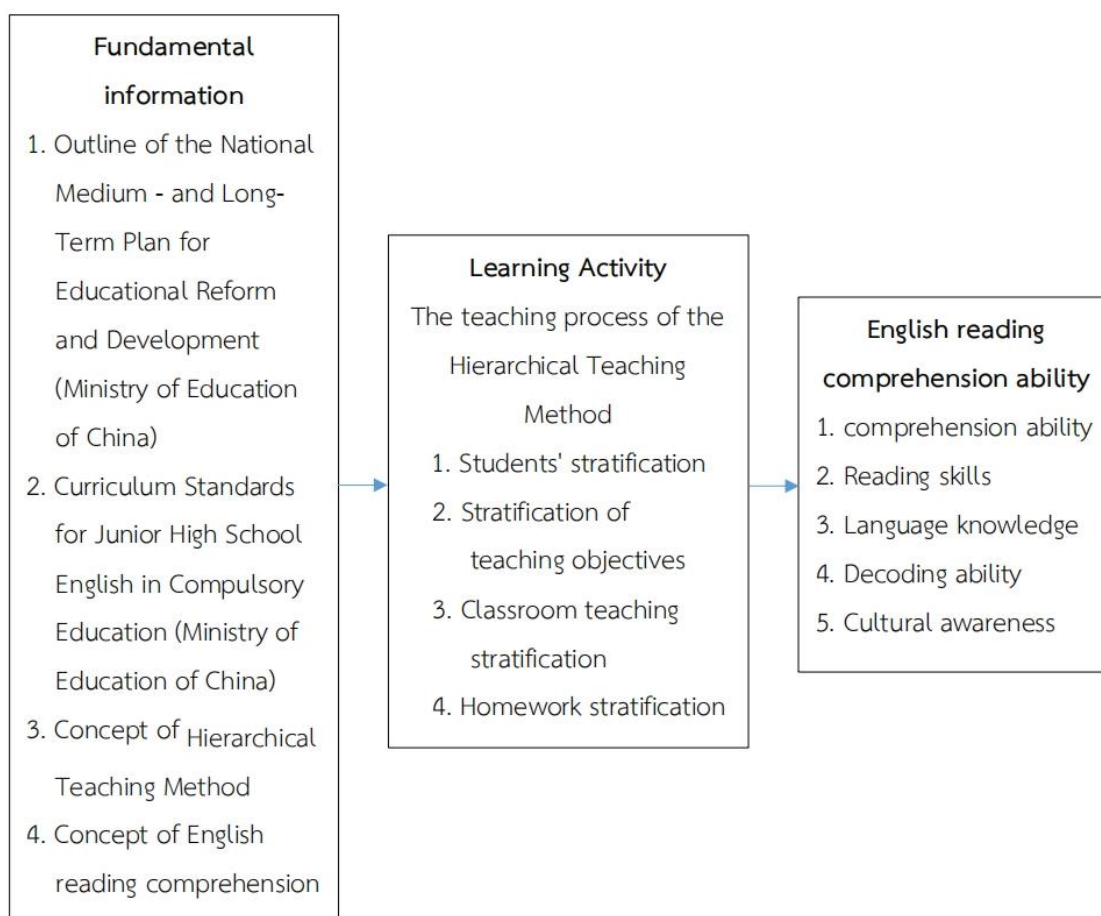 Fundamental
information
1. Outline of the National
Medium - and Long-
Term Plan for
Educational Reform
and Development
(Ministry of Education
of China)
2. Curriculum Standards
for Junior High School
English in Compulsory
Education (Ministry of
Education of China)
3. Concept of Hierarchical
Teaching Method
4. Concept of English
reading comprehension
Learning Activity
The teaching process of the
Hierarchical Teaching
Method
1. Students' stratification
2. Stratification of
teaching objectives
3. Classroom teaching
stratification
4. Homework stratification
English reading
comprehension ability
1. comprehension ability
2. Reading skills
3. Language knowledge
4. Decoding ability
5. Cultural awareness